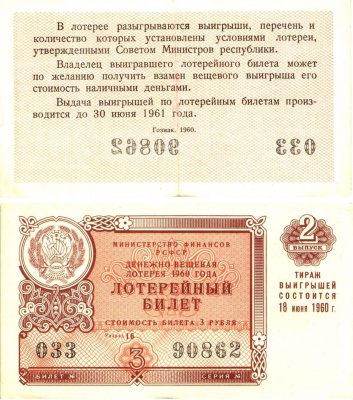 В лотерее разыгрываются выигрыши, перечень и
количество которых установлены условиями лотереи,
утвержденными Советом Министров республики.
Владелец выигравшего лотерейного билета может
по желанию получить взамен вещевого выигрыша его
стоимость наличными деньгами.
Выдача выигрышей по лотерейным билетам произ-
водится до 30 июня 1961 года.
Гознак. 1960.
90862 033
2
ВЫПУСК
МИНИСТЕРСТВО ФИНАНСОВ
РСФСР
ДЕНЕЖНО-ВЕЩЕВАЯ
ЛОТЕРЕЯ 1960 ГОДА
ЛОТЕРЕЙНЫЙ
БИЛЕТ
СТОИМОСТЬ БИЛЕТА 3 РУБЛЯ
ТИРАЖ
ВЫИГРЫШЕЙ
СОСТОИТСЯ
18 июня 1960 г.
Разряд 16
033 3 90862
БИЛЕТ № СЕРИЯ №